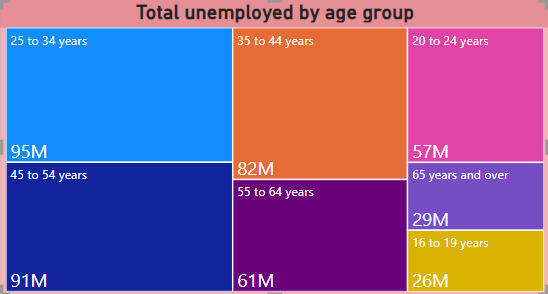 Total unemployed by age group
25 to 34 years
95M
45 to 54 years
91M
35 to 44 years
82M
55 to 64 years
61M
20 to 24 years
57M
65 years and over
29M
16 to 19 years
26M